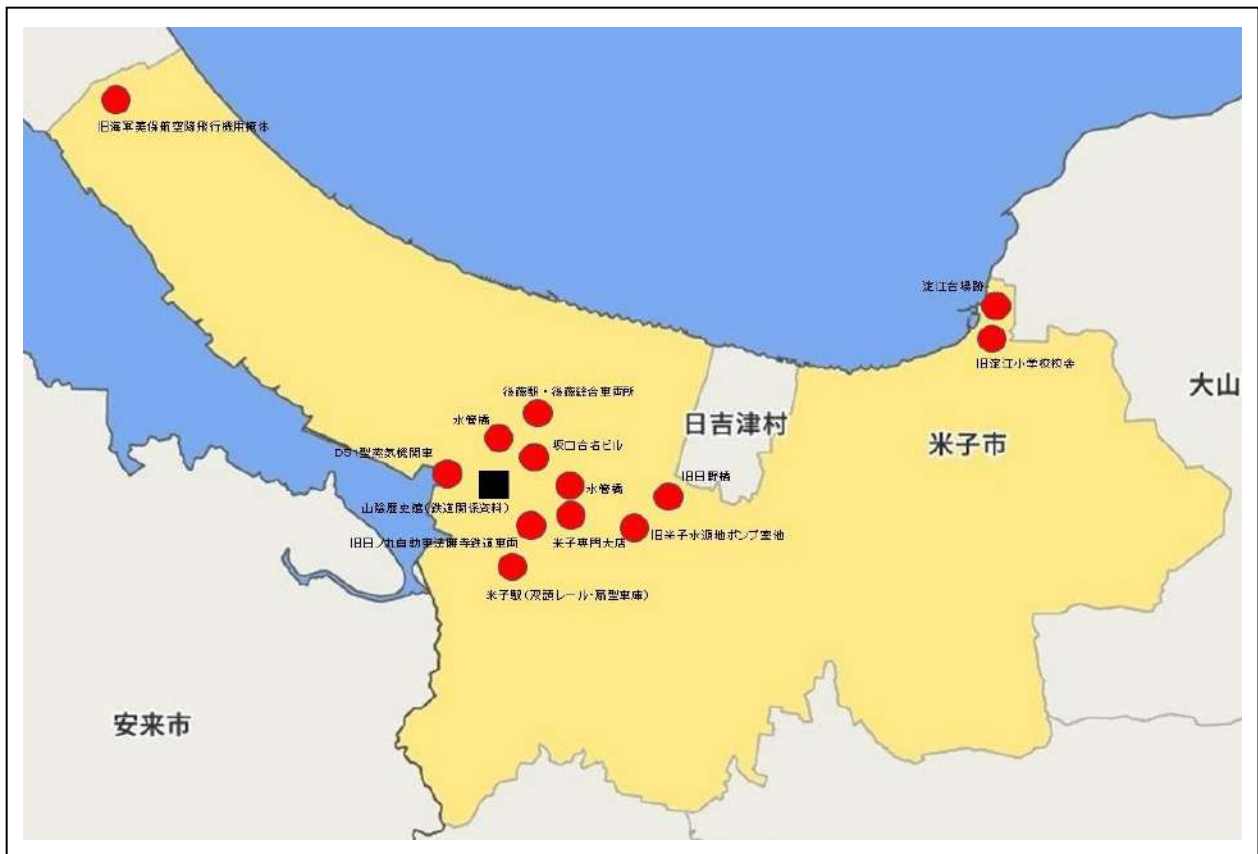 旧海軍美保航空隊飛行機用掩体
淀江台場跡
旧淀江小学校校舎
大山
後藤駅・後藤総合車両所
日吉津村
水管橋
米子市
坂口合名ビル
D51型蒸気機関車
旧日野橋
水管橋
山陰歴史館(鉄道関係資料)
旧米子水源地ポンプ室他
旧日ノ丸自動車法勝寺鉄道車両
米子専門大店
米子駅(双頭レール・扇型車庫)
安来市